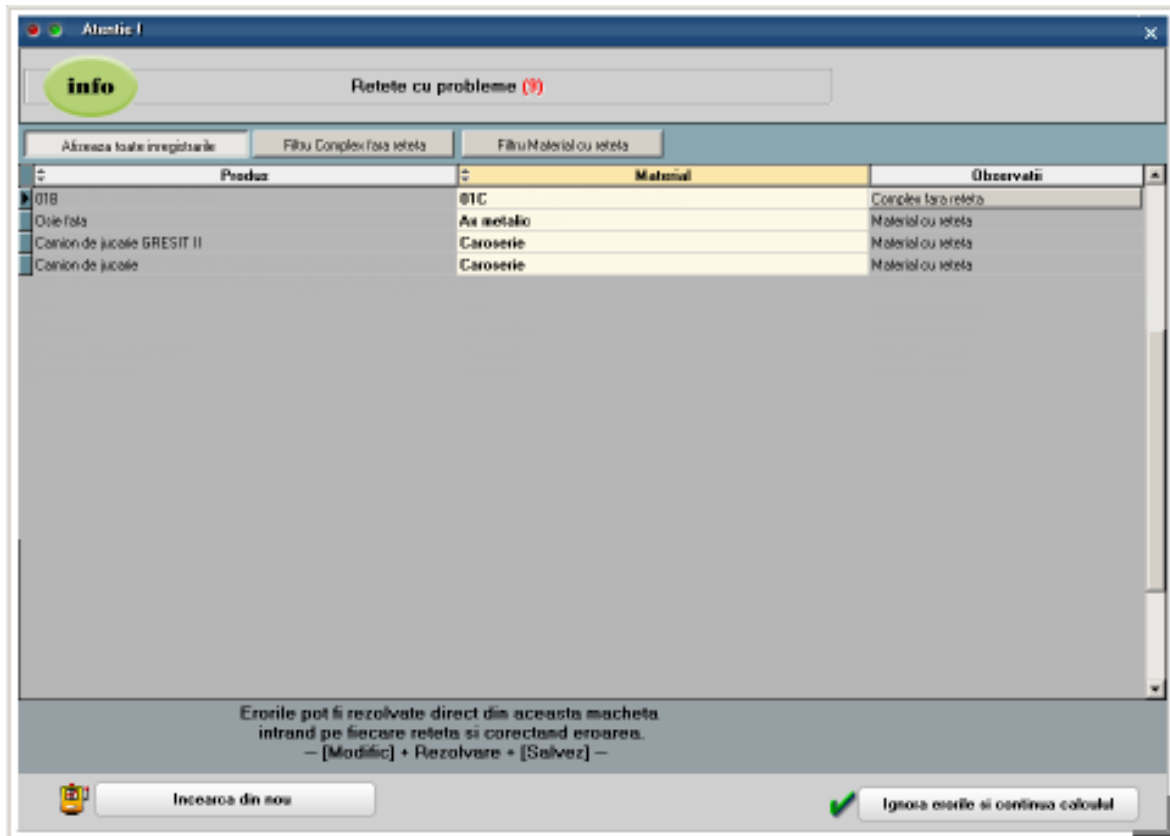 Atentie !
info
Retete cu probleme (9)
Afiseaza toate inregistrarile Filtru Complex fara reteta Filtru Material cu reteta
Produs Material Observatii
01B 01C Complex fara reteta
Osie fata Ax metalic Material cu reteta
Camion de jucarie GRESIT II Caroserie Material cu reteta
Camion de jucarie Caroserie Material cu reteta
Erorile pot fi rezolvate direct din aceasta macheta
intrand pe fiecare reteta si corectand eroarea.
-- [Modific] + Rezolvare + [Salvez] --
Incearca din nou
Ignora erorile si continua calculul